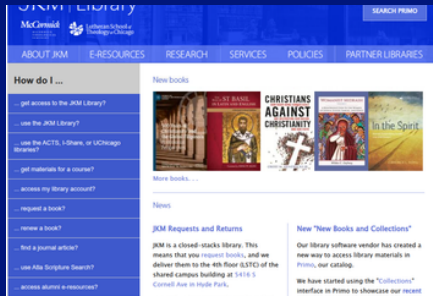 JKM Library
SEARCH PRIMO
McCormick
Lutheran School of
Theology at Chicago
ABOUT JKM
E-RESOURCES
RESEARCH
SERVICES
POLICIES
PARTNER LIBRARIES
How do I ...
... get access to the JKM Library?
... use the JKM Library?
... use the ACTS, I-Share, or UChicago
libraries?
... get materials for a course?
... access my library account?
... request a book?
... renew a book?
... find a journal article?
... use Alta Scripture Search?
... access alumni e-resources?
New books
ST BASIL
CHRISTIANS
AGAINST
CHRISTIANITY
In the Spirit
More books. . . .
News
JKM Requests and Returns
JKM is a closed-stacks library. This
means that you request books, and we
deliver them to the 4th floor (LSTC) of the
shared campus building at 5416 S
Cornell Ave in Hyde Park.
New "New Books and Collections"
Our library software vendor has created a
new way to access library materials in
Primo, our catalog.
We have started using the "Collections"
interface in Primo to showcase our recent